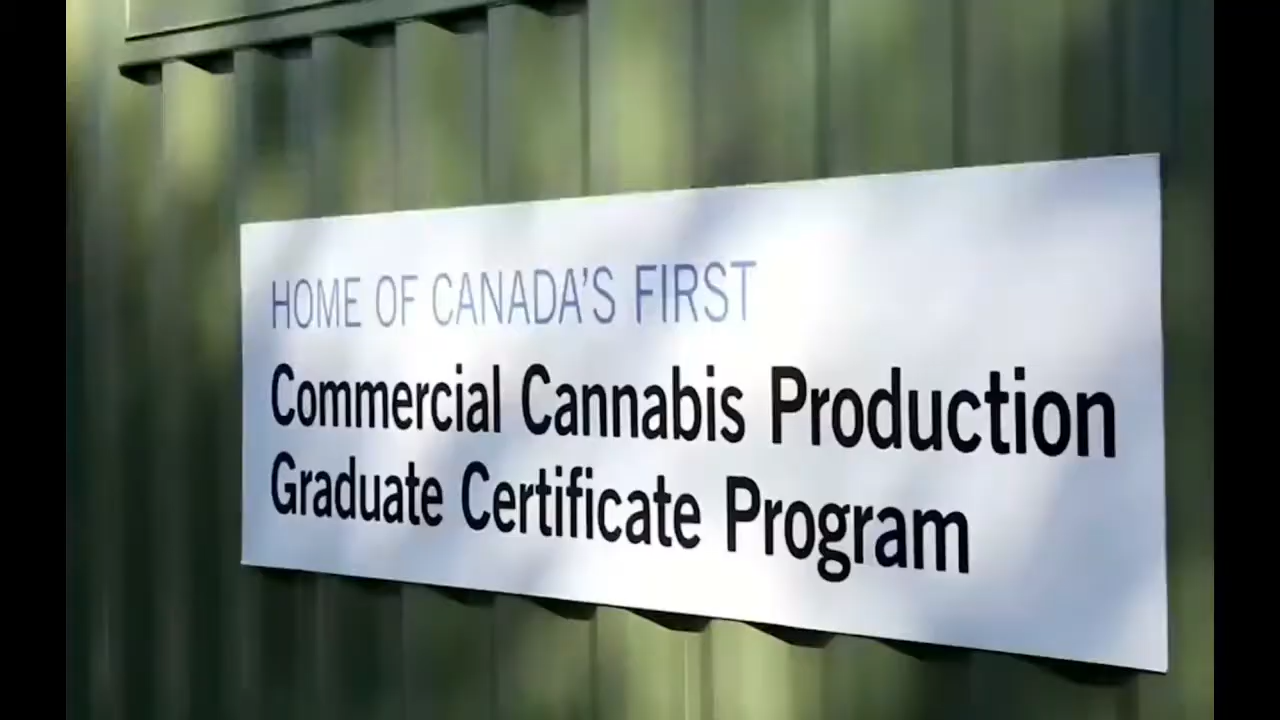 HOME OF CANADA'S FIRST
Commercial Cannabis Production
Graduate Certificate Program